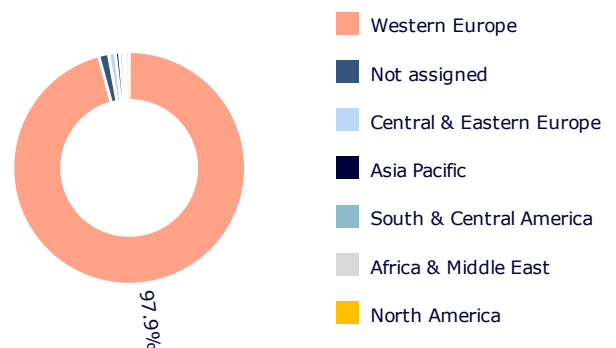 Western Europe
Not assigned
Central & Eastern Europe
Asia Pacific
South & Central America
Africa & Middle East
North America
97.9%